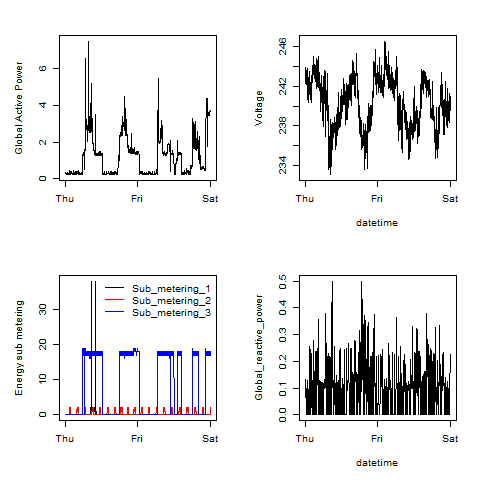 Global Active Power
0 2 4 6
Thu Fri Sat
Voltage
234 238 242 246
Thu Fri Sat
datetime
Energy sub metering
0 10 20 30
Sub_metering_1
Sub_metering_2
Sub_metering_3
Thu Fri Sat
Global_reactive_power
0.0 0.1 0.2 0.3 0.4 0.5
Thu Fri Sat
datetime